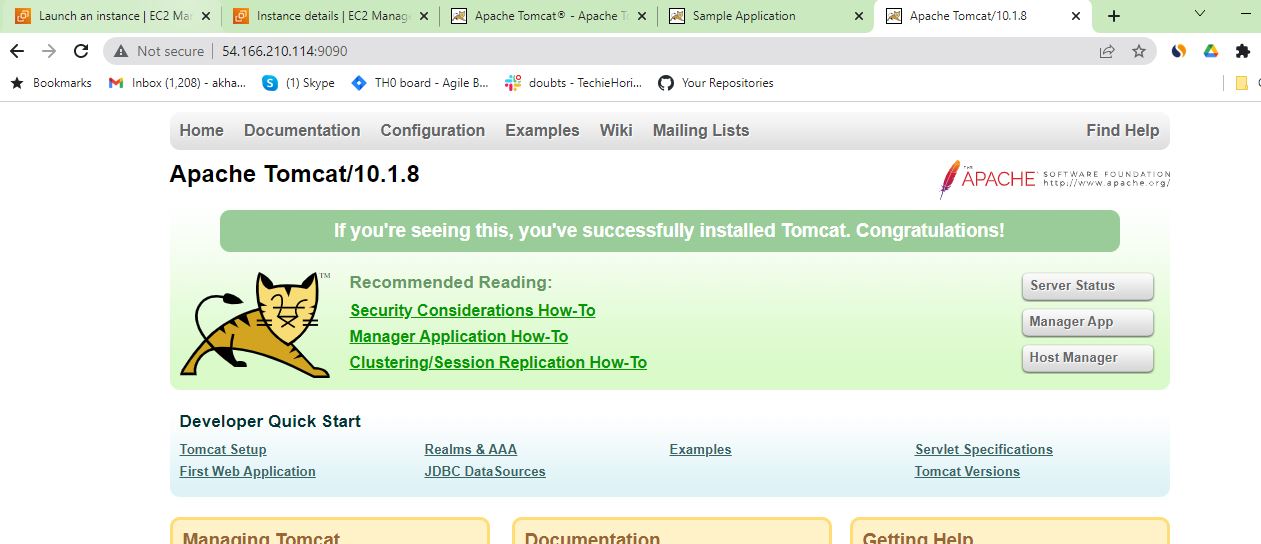 Launch an instance | EC2 Mar
Instance details | EC2 Manage
Apache Tomcat® - Apache To
Sample Application
Apache Tomcat/10.1.8
Not secure
54.166.210.114:9090
Bookmarks
Inbox (1,208) - akha...
(1) Skype
TH0 board - Agile B...
doubts - TechieHori...
Your Repositories
Home Documentation Configuration Examples Wiki Mailing Lists Find Help
Apache Tomcat/10.1.8
THE
APACHE
SOFTWARE FOUNDATION
http://www.apache.org/
If you're seeing this, you've successfully installed Tomcat. Congratulations!
TM
Recommended Reading:
Security Considerations How-To
Manager Application How-To
Clustering/Session Replication How-To
Server Status
Manager App
Host Manager
Developer Quick Start
Tomcat Setup
First Web Application
Realms & AAA
JDBC DataSources
Examples
Servlet Specifications
Tomcat Versions
Managing Tomcat
Documentation
Getting Help